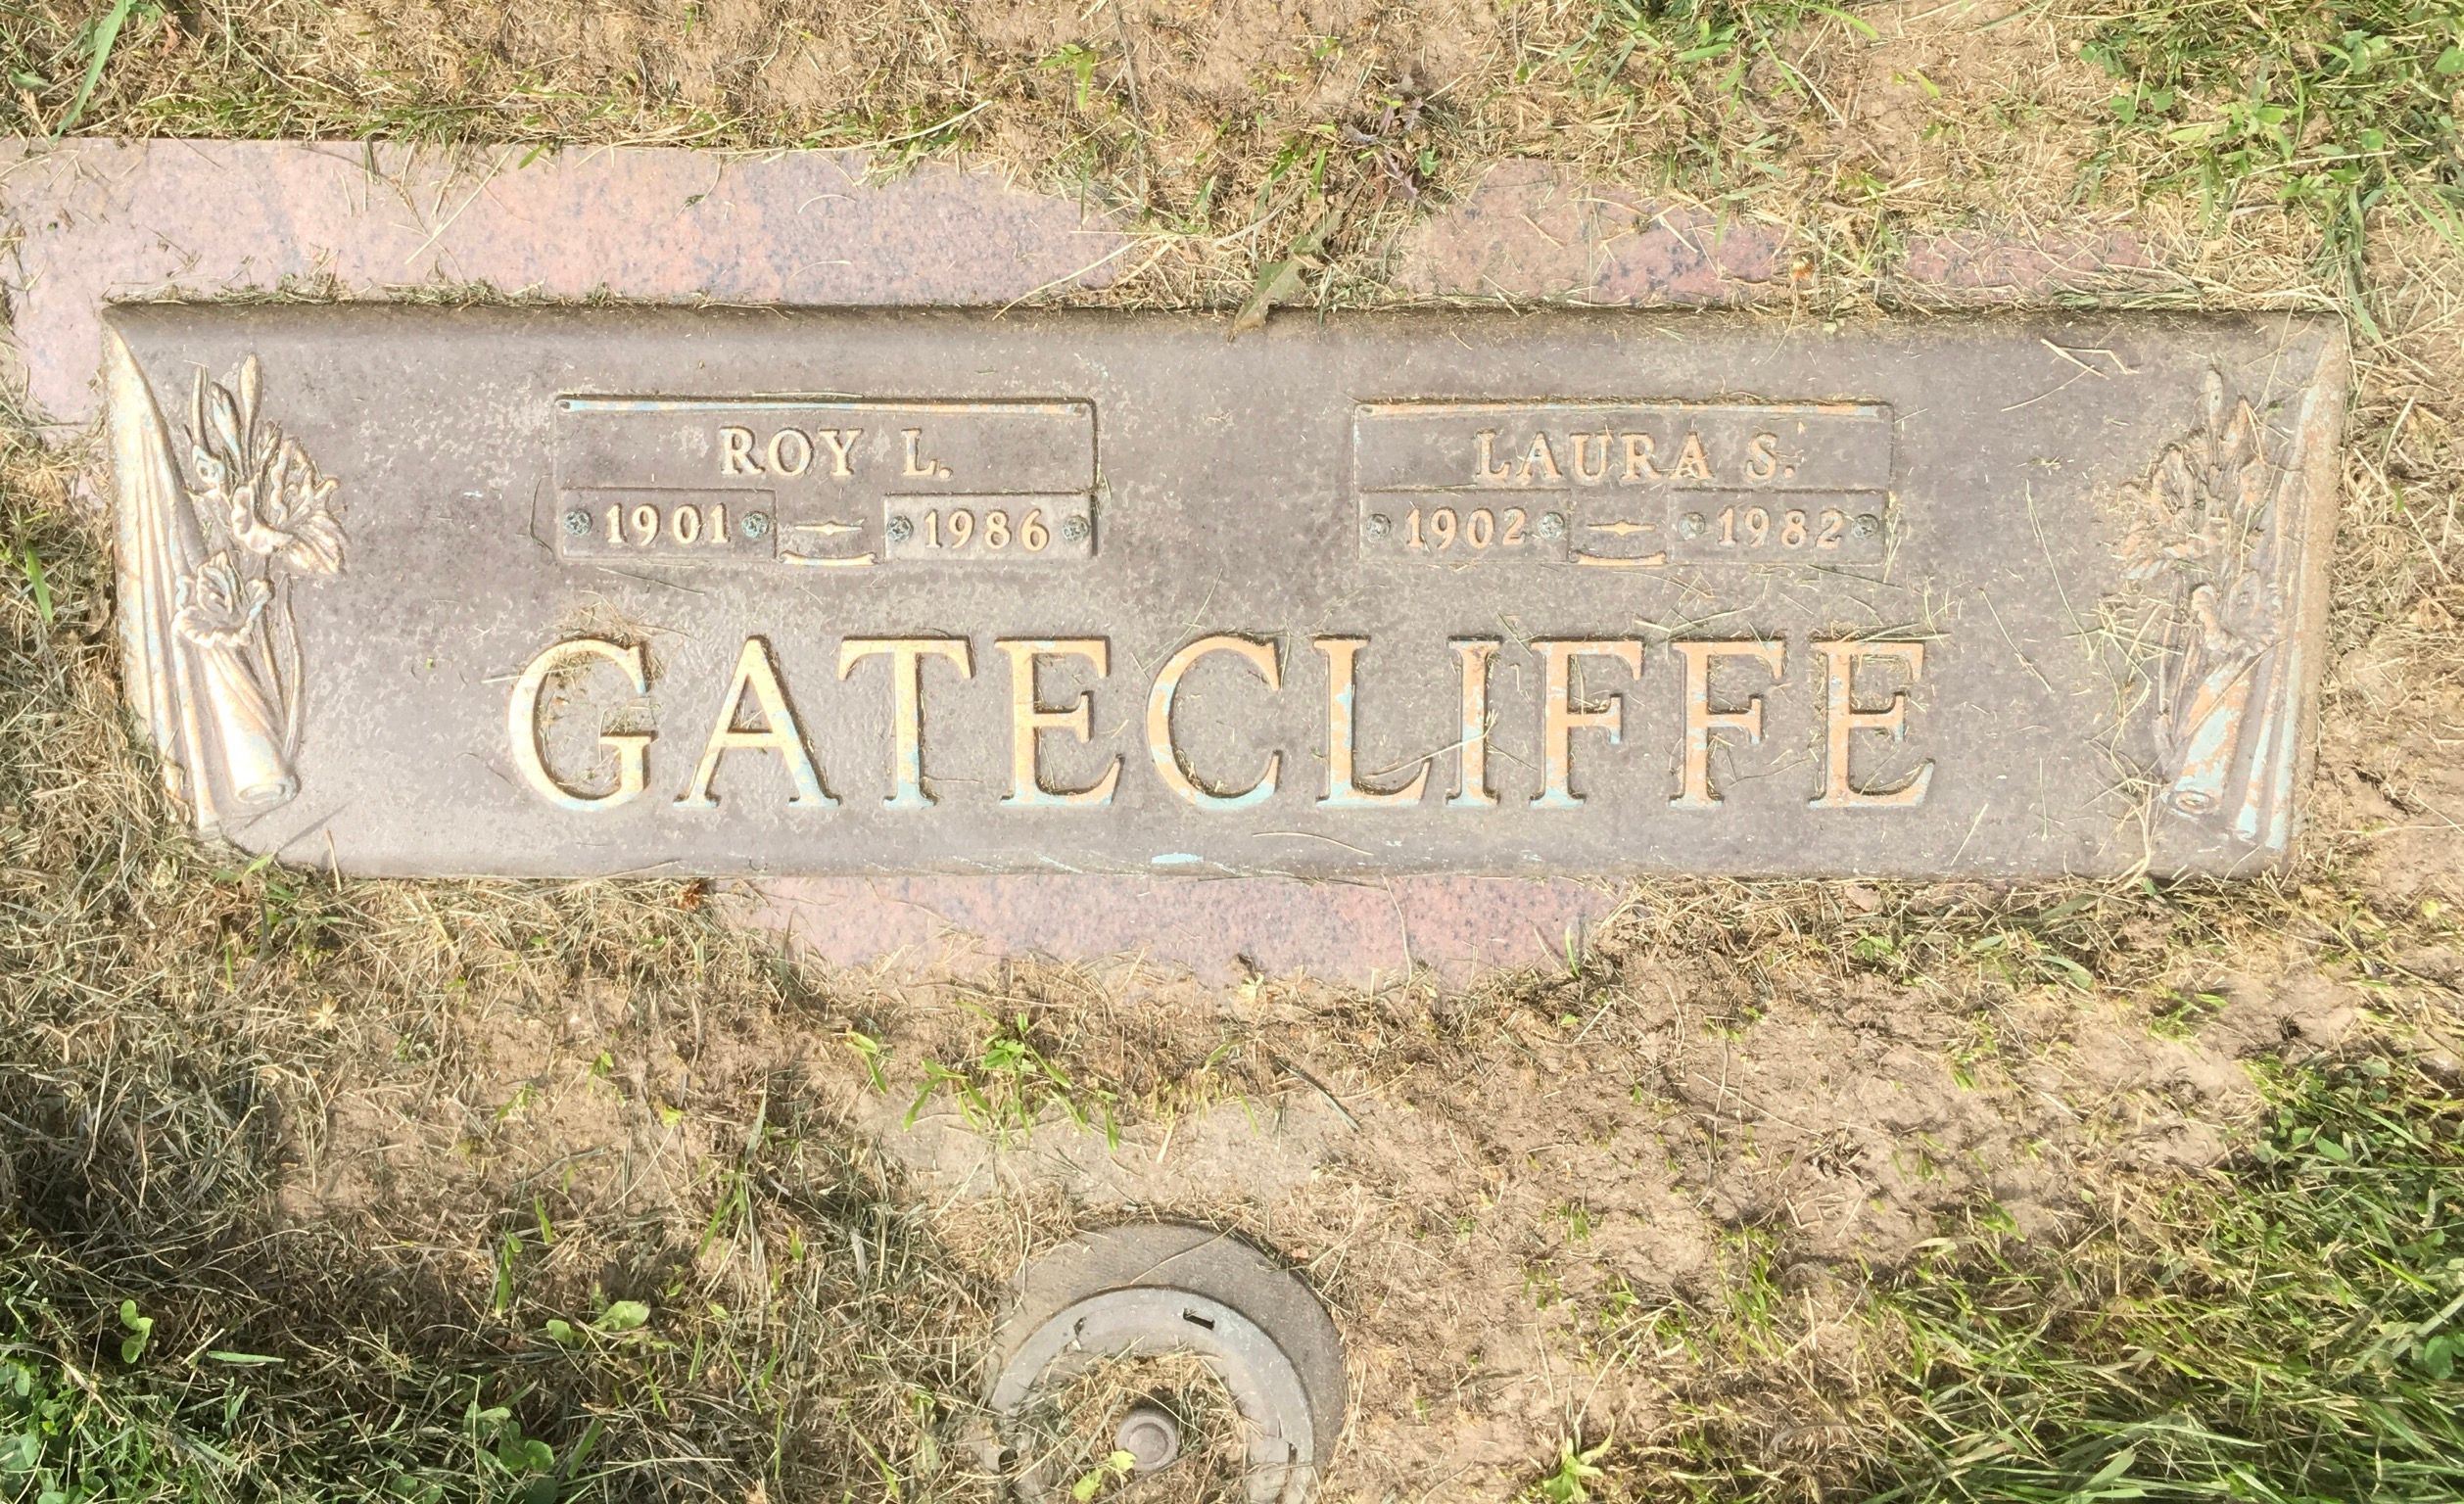 ROY L.
1901 – 1986
LAURA S.
1902 – 1982
GATECLIFFE